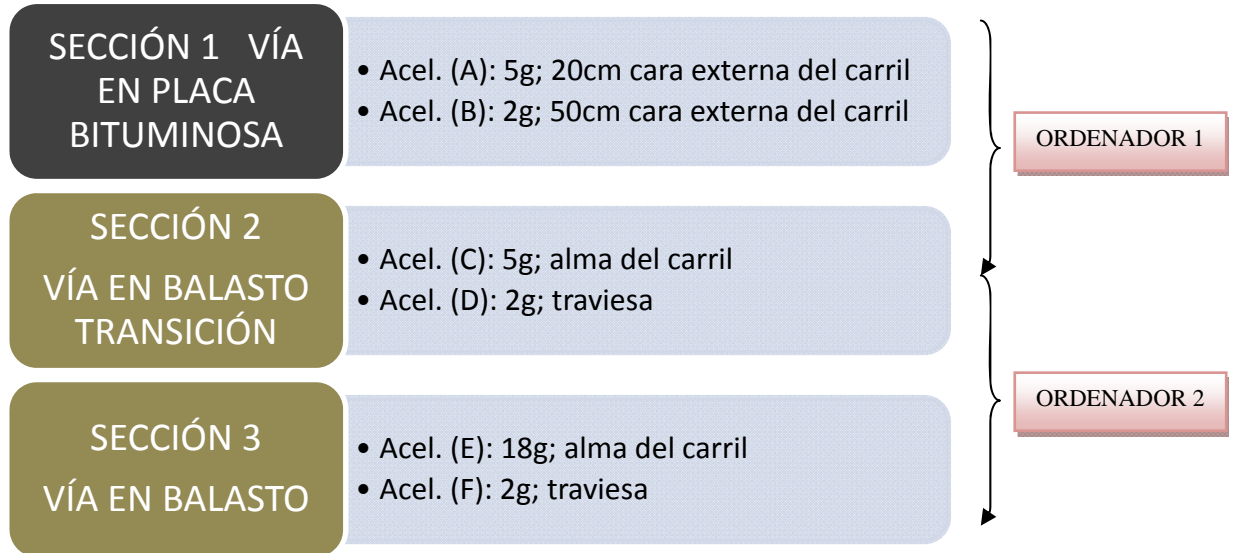 SECCIÓN 1 VÍA
EN PLACA
BITUMINOSA
• Acel. (A): 5g; 20cm cara externa del carril
• Acel. (B): 2g; 50cm cara externa del carril
ORDENADOR 1
SECCIÓN 2
VÍA EN BALASTO
TRANSICIÓN
• Acel. (C): 5g; alma del carril
• Acel. (D): 2g; traviesa
ORDENADOR 2
SECCIÓN 3
VÍA EN BALASTO
• Acel. (E): 18g; alma del carril
• Acel. (F): 2g; traviesa